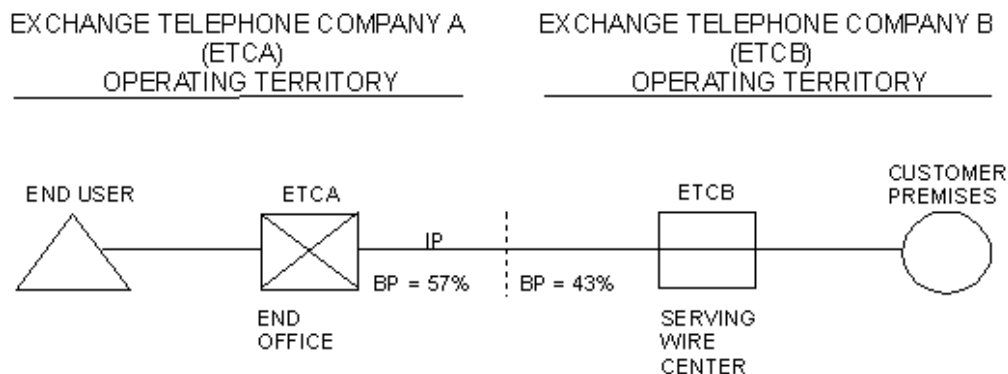 EXCHANGE TELEPHONE COMPANY A
(ETCA)
OPERATING TERRITORY
EXCHANGE TELEPHONE COMPANY B
(ETCB)
OPERATING TERRITORY
END USER
ETCA
ETCB
CUSTOMER
PREMISES
IP
BP = 57%
BP = 43%
END
OFFICE
SERVING
WIRE
CENTER